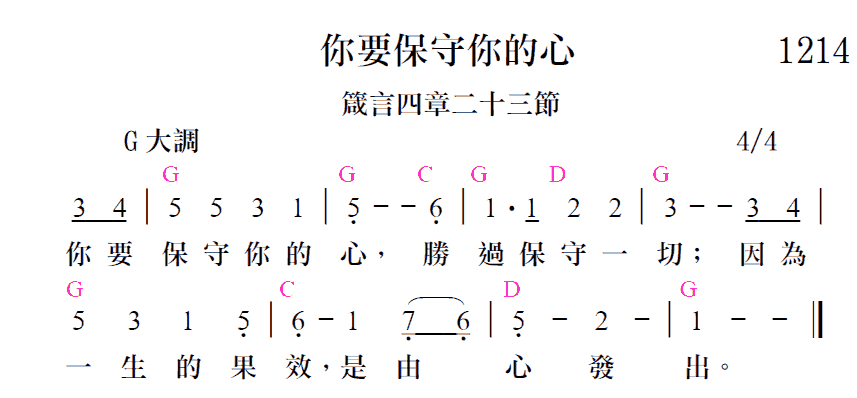 你要保守你的心 1214
箴言四章二十三節
G 大調 4/4
G G C G D G
3 4 | 5 5 3 1 | 5̣ - - 6̣ | 1 · 1 2 2 | 3 - - 3 4 |
你要保守你的心，勝過保守一切；因為
G C D G
5 3 1 5̣ | 6̣ - 1 7̣ 6̣ | 5̣ - 2 - | 1 - - ‖
一生的果效，是由心發出。